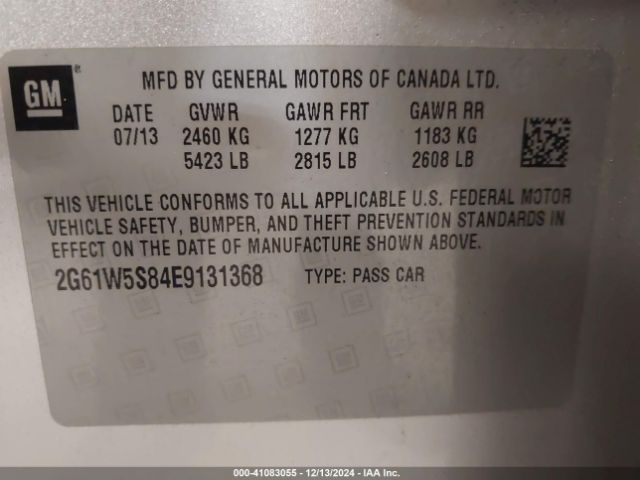 GM
MFD BY GENERAL MOTORS OF CANADA LTD.
DATE GVWR GAWR FRT GAWR RR
07/13 2460 KG 1277 KG 1183 KG
5423 LB 2815 LB 2608 LB
THIS VEHICLE CONFORMS TO ALL APPLICABLE U.S. FEDERAL MOTOR
VEHICLE SAFETY, BUMPER, AND THEFT PREVENTION STANDARDS IN
EFFECT ON THE DATE OF MANUFACTURE SHOWN ABOVE.
2G61W5S84E9131368 TYPE: PASS CAR
000-41083055 - 12/13/2024 - IAA Inc.